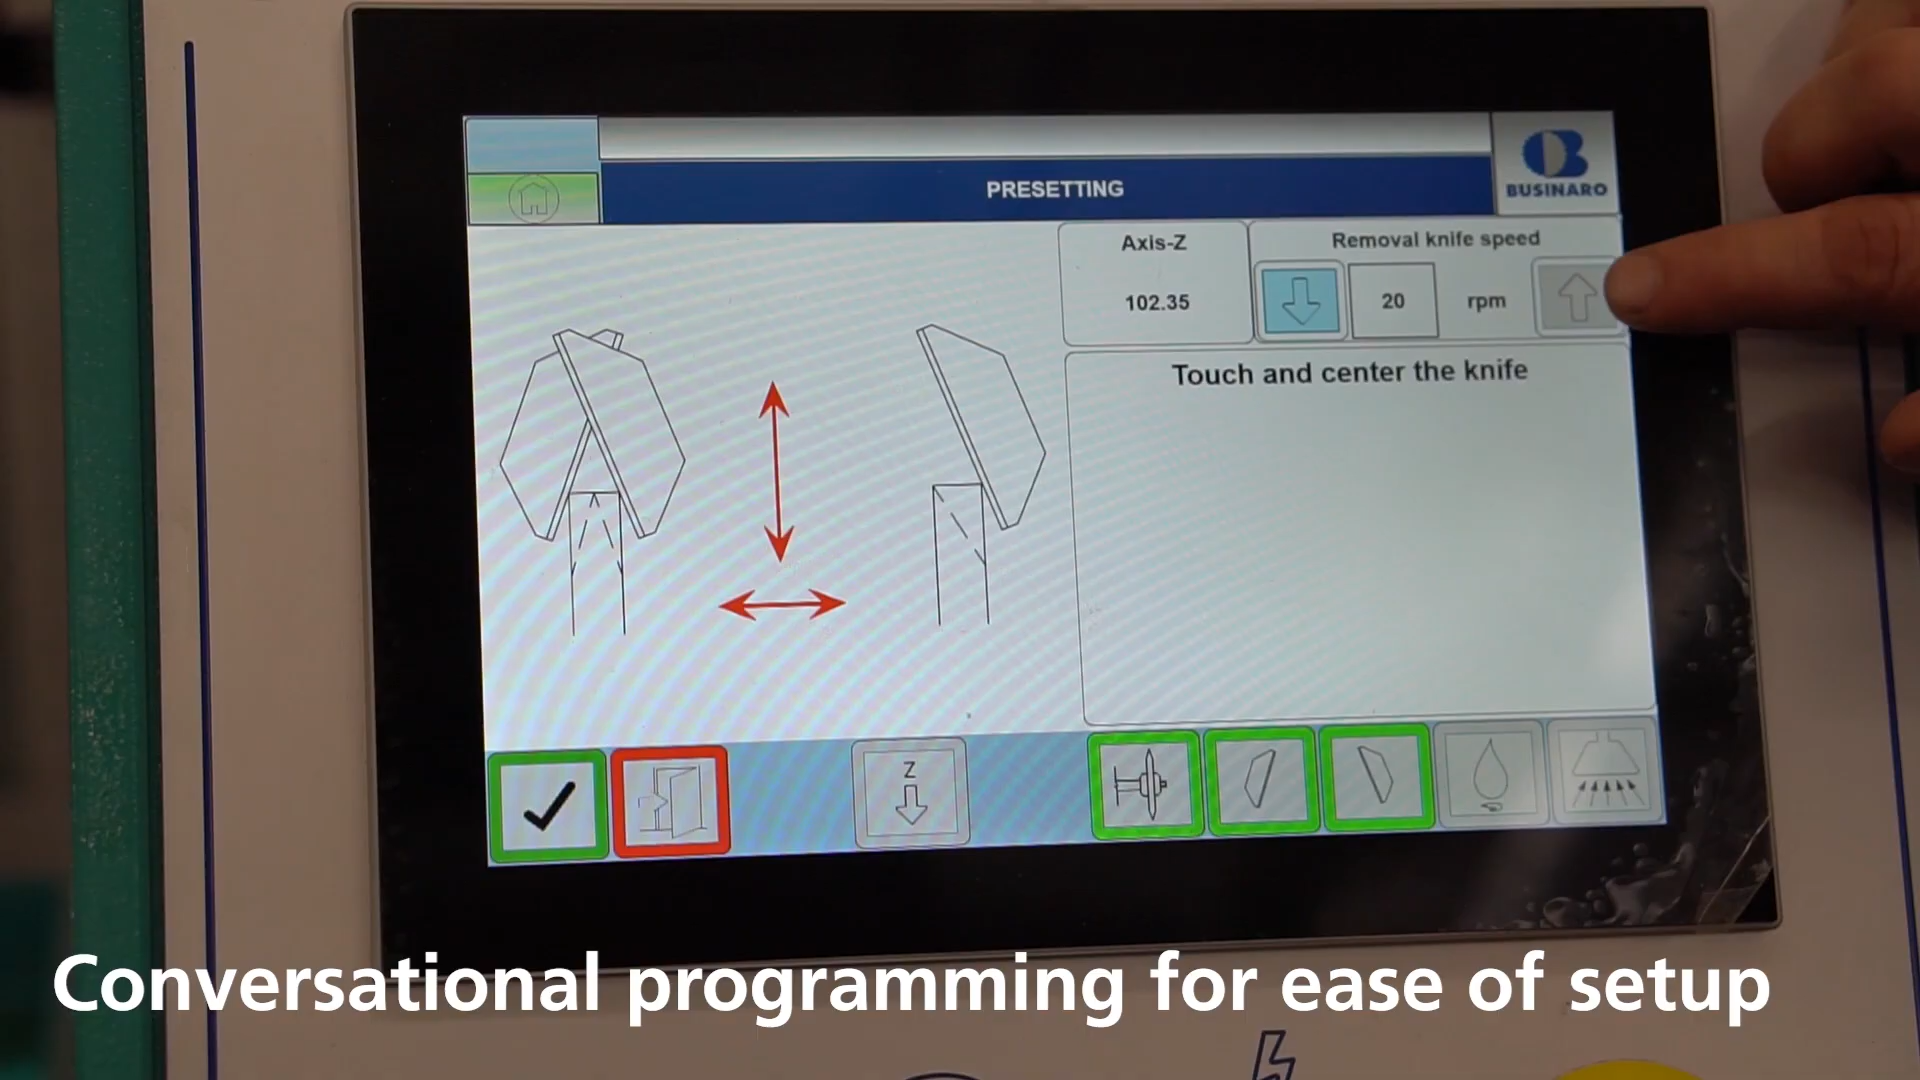 PRESETTING
BUSINARO
Axis-Z
Removal knife speed
102.35
20
rpm
Touch and center the knife
Z
Conversational programming for ease of setup